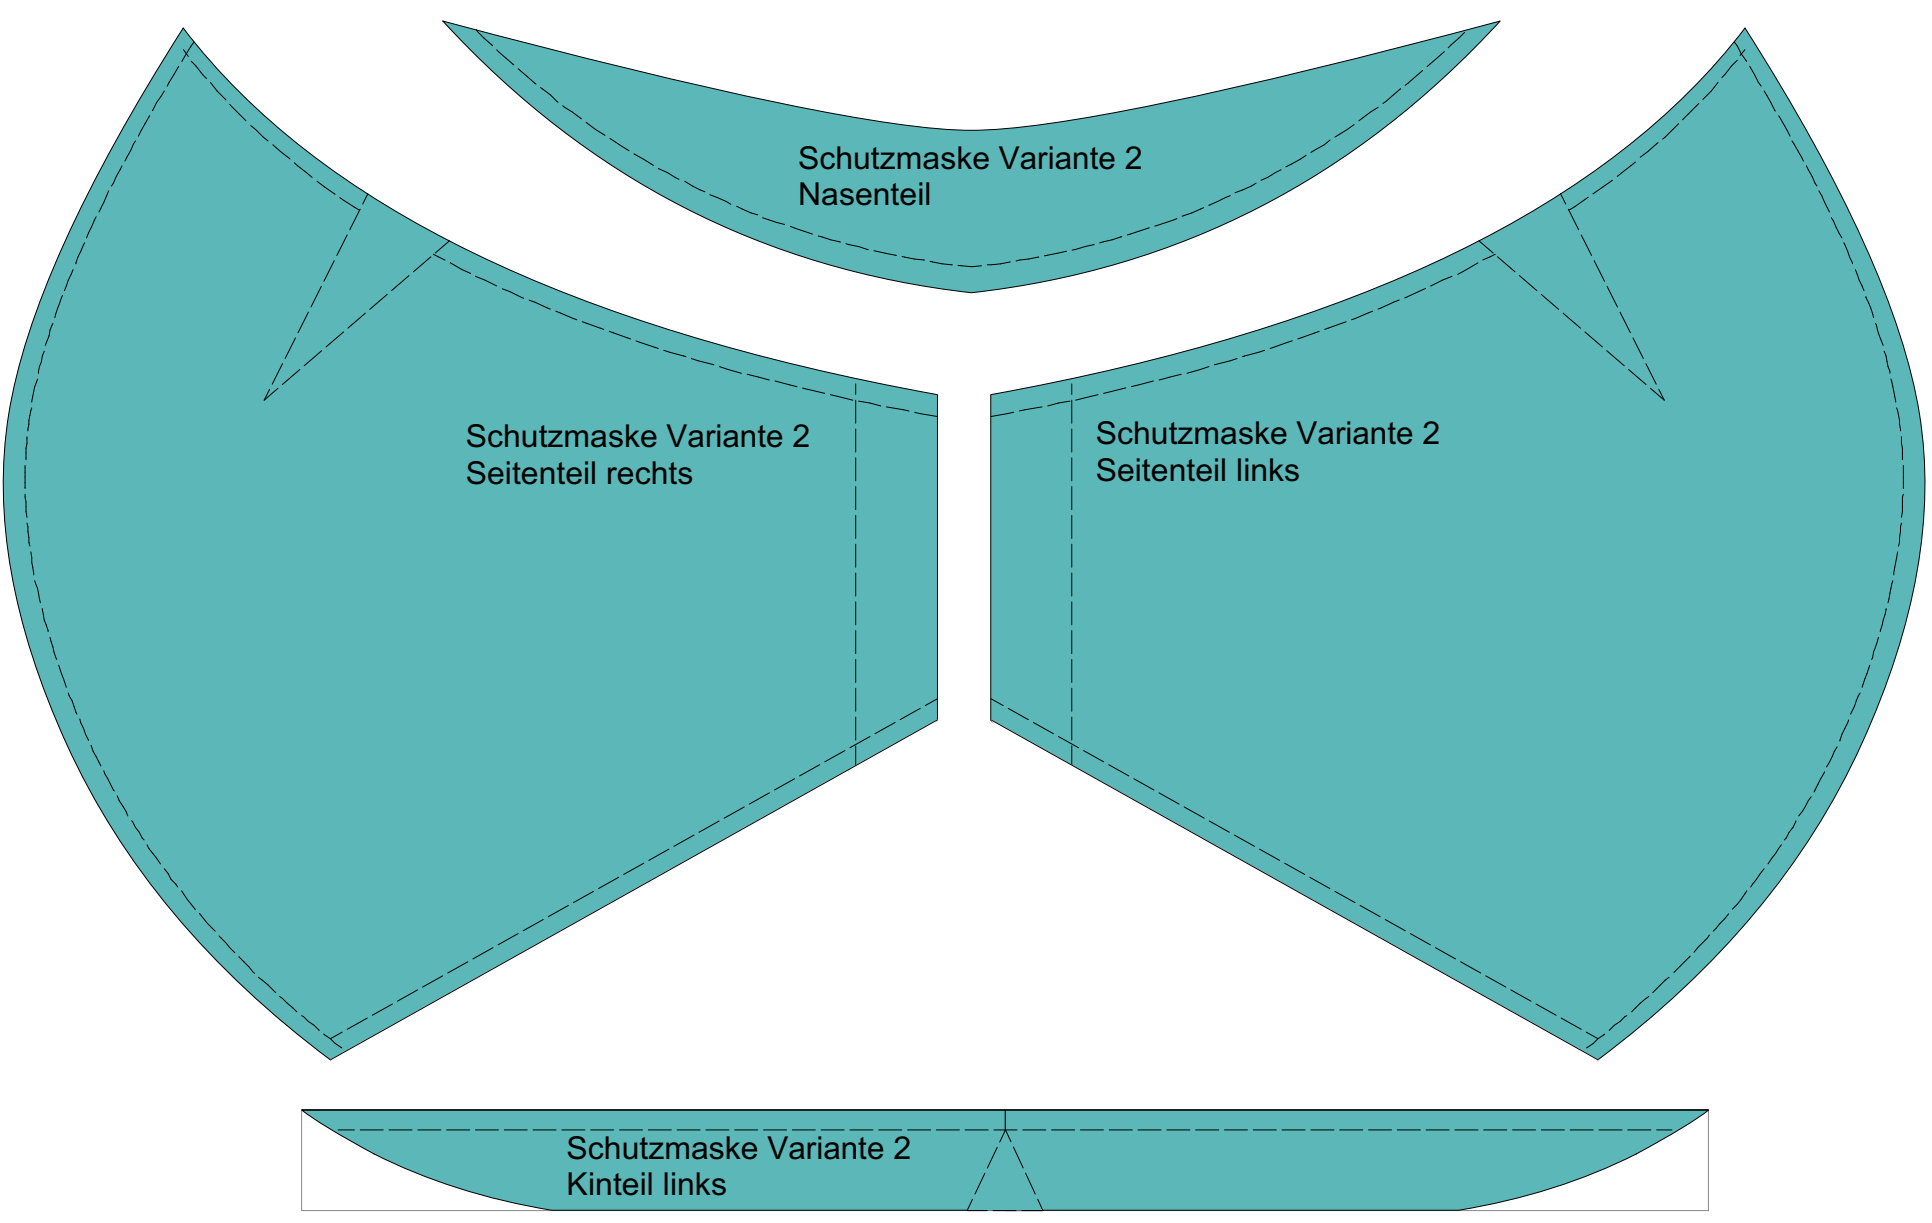 Schutzmaske Variante 2
Nasenteil
Schutzmaske Variante 2
Seitenteil rechts
Schutzmaske Variante 2
Seitenteil links
Schutzmaske Variante 2
Kinteil links